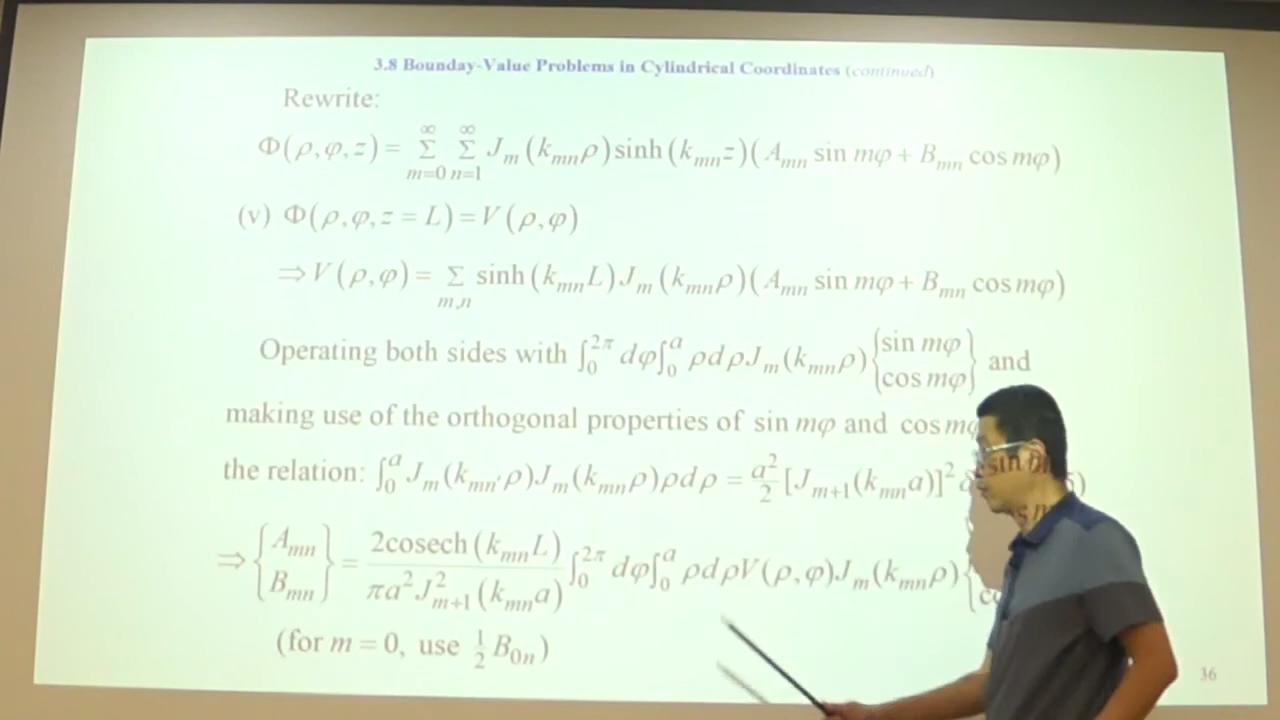 3.8 Bounday-Value Problems in Cylindrical Coordinates (continued)
Rewrite:
Φ(ρ,φ,z) = ∑_{m=0}^{∞} ∑_{n=1}^{∞} J_m(k_{mn}ρ) sinh(k_{mn}z)(A_{mn} sin mφ + B_{mn} cos mφ)
(v) Φ(ρ,φ,z = L) = V(ρ,φ)
⇒ V(ρ,φ) = ∑_{m,n} sinh(k_{mn}L) J_m(k_{mn}ρ)(A_{mn} sin mφ + B_{mn} cos mφ)
Operating both sides with ∫_0^{2π} dφ ∫_0^a ρdρ J_m(k_{mn}ρ) {sin mφ / cos mφ} and
making use of the orthogonal properties of sin mφ and cos
the relation: ∫_0^a J_m(k_{mn'}ρ) J_m(k_{mn}ρ) ρdρ = a²/2 [J_{m+1}(k_{mn}a)]²
⇒ {A_{mn} / B_{mn}} = 2cosech(k_{mn}L) / πa² J²_{m+1}(k_{mn}a) ∫_0^{2π} dφ ∫_0^a ρdρ V(ρ,φ) J_m(k_{mn}ρ)
(for m = 0, use ½ B_{0n})
36